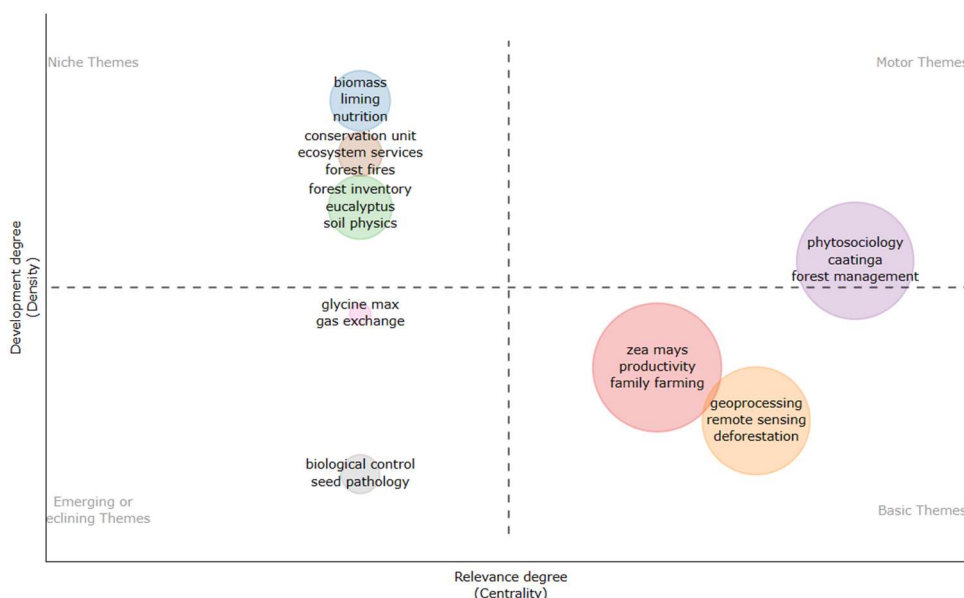 Niche Themes
Motor Themes
biomass
liming
nutrition
conservation unit
ecosystem services
forest fires
forest inventory
eucalyptus
soil physics
phytosociology
caatinga
forest management
glycine max
gas exchange
zea mays
productivity
family farming
geoprocessing
remote sensing
deforestation
biological control
seed pathology
Emerging or
eclining Themes
Basic Themes
Development degree
(Density)
Relevance degree
(Centrality)